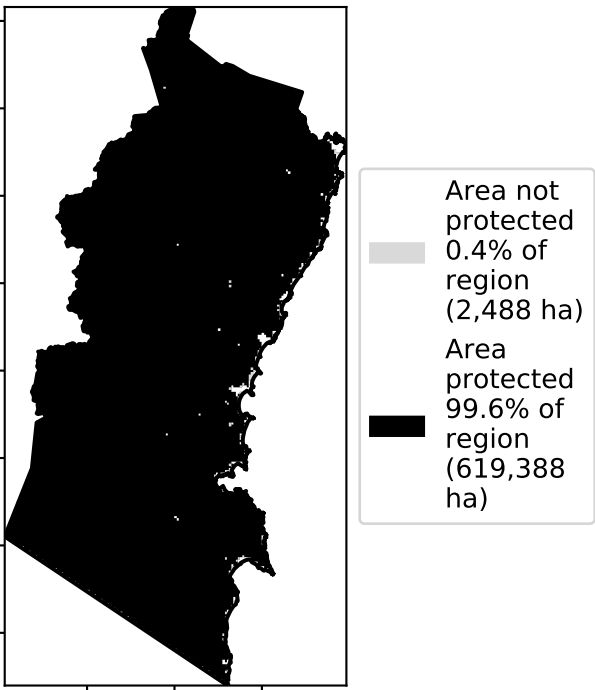 Area not
protected
0.4% of
region
(2,488 ha)
Area
protected
99.6% of
region
(619,388
ha)